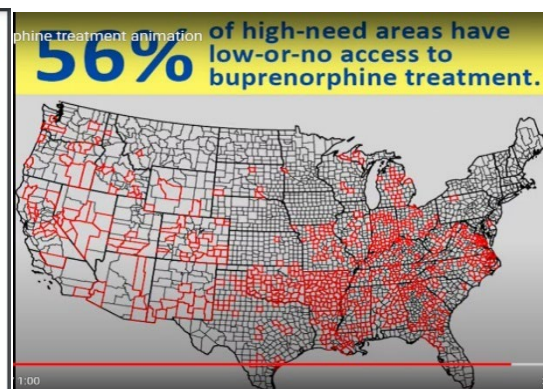 phine treatment animation
56%
of high-need areas have
low-or-no access to
buprenorphine treatment.
1:00